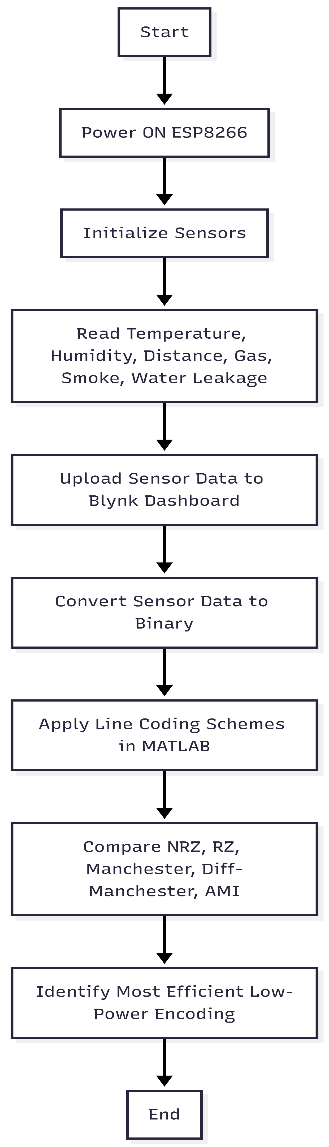 Start
Power ON ESP8266
Initialize Sensors
Read Temperature,
Humidity, Distance, Gas,
Smoke, Water Leakage
Upload Sensor Data to
Blynk Dashboard
Convert Sensor Data to
Binary
Apply Line Coding Schemes
in MATLAB
Compare NRZ, RZ,
Manchester, Diff-
Manchester, AMI
Identify Most Efficient Low-
Power Encoding
End